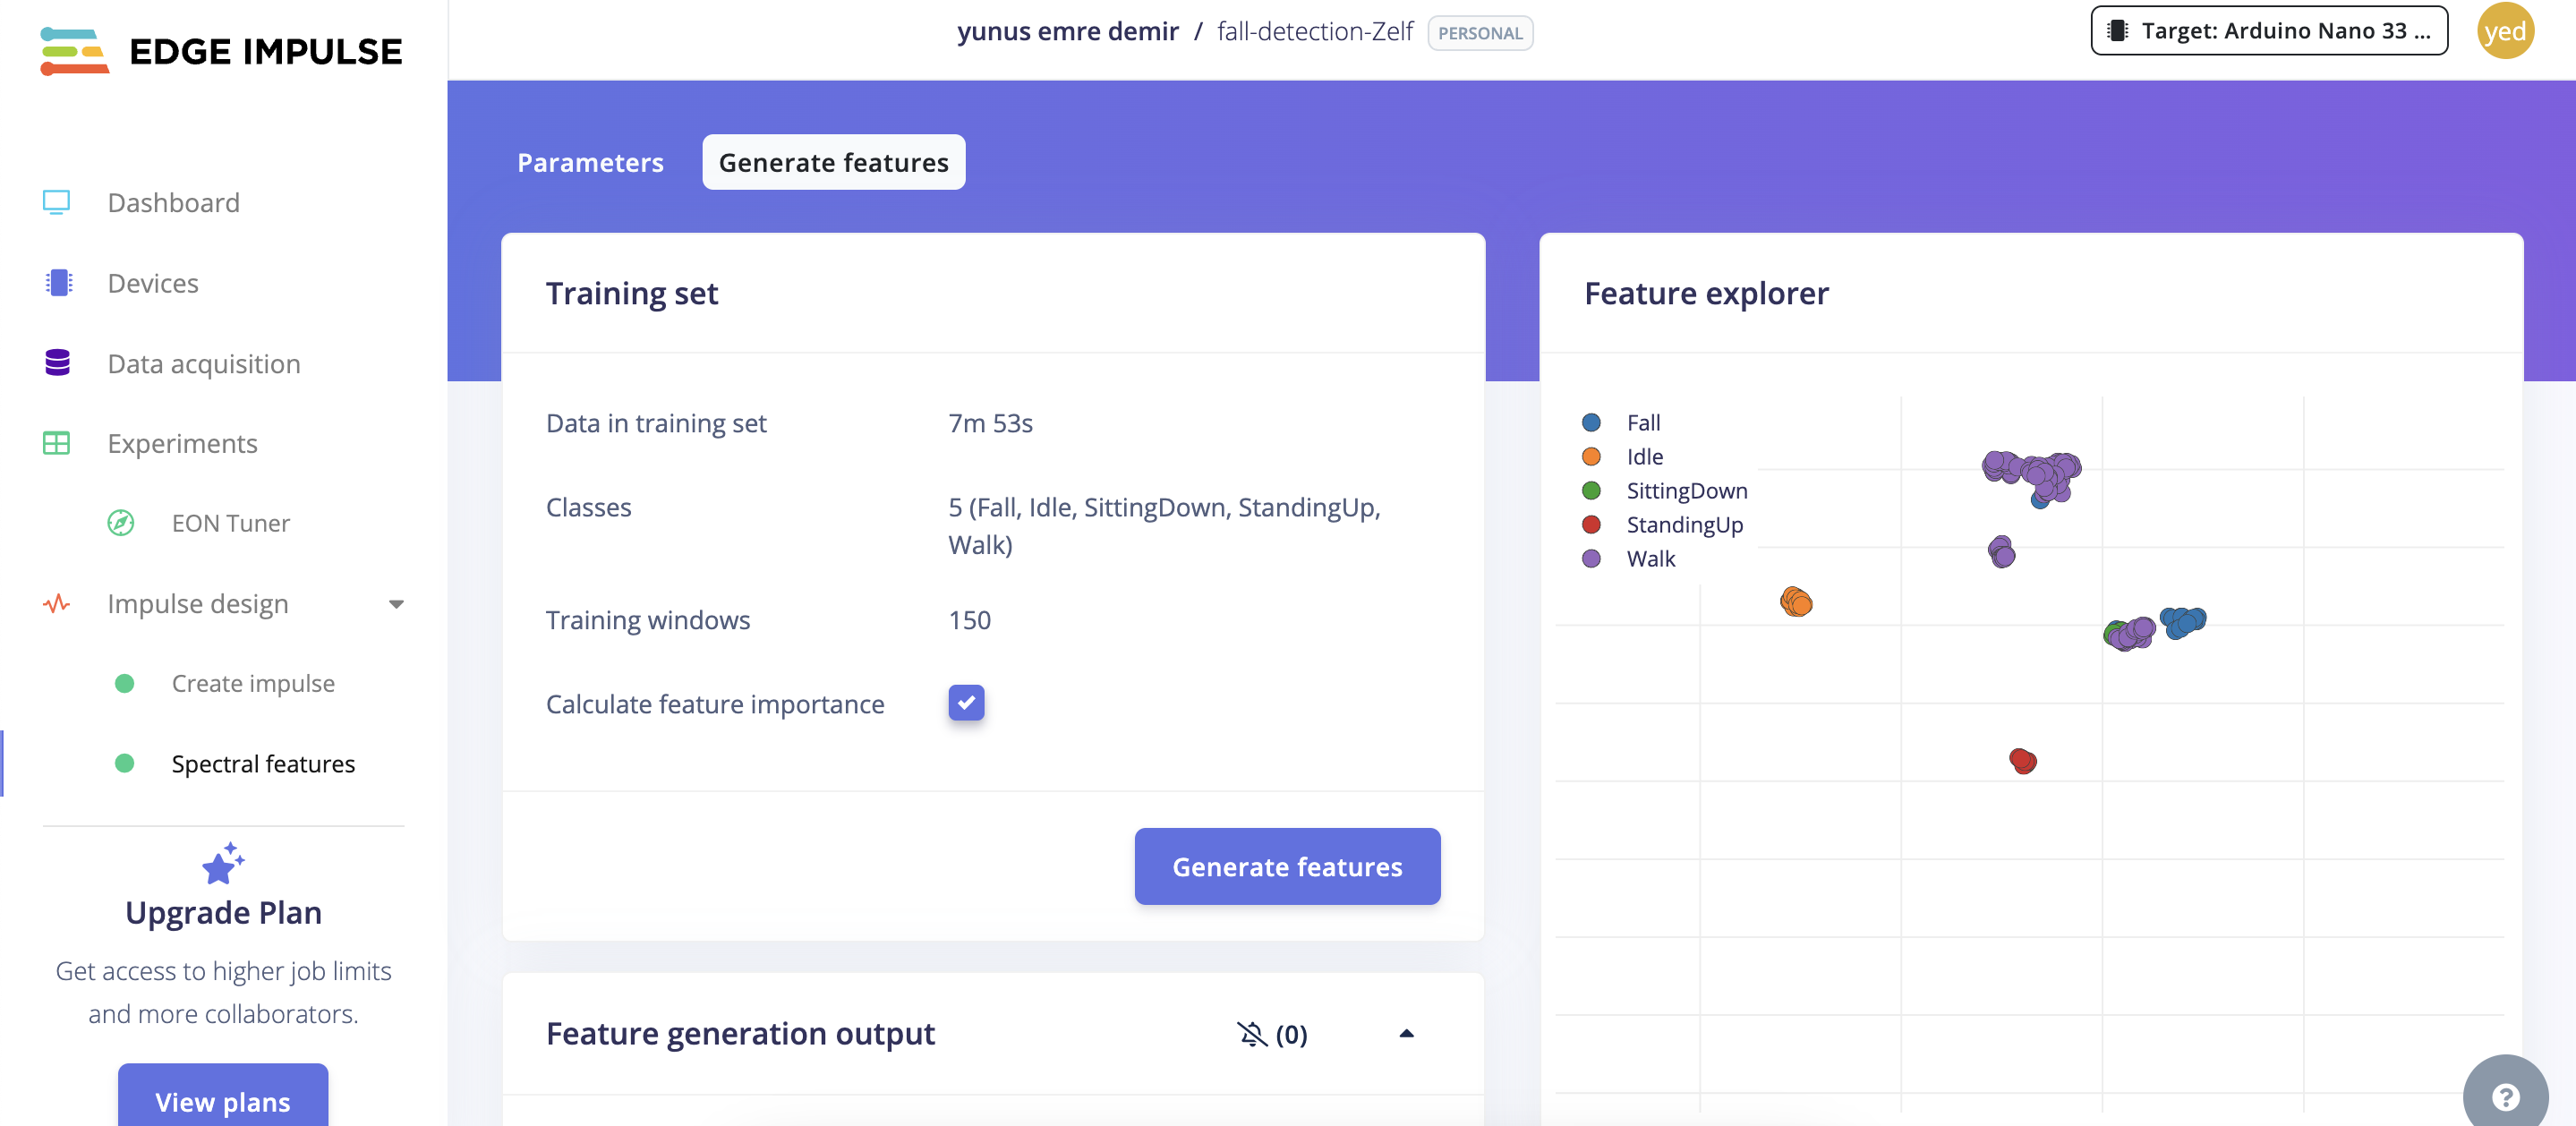 EDGE IMPULSE
yunus emre demir / fall-detection-Zelf PERSONAL
Target: Arduino Nano 33 ...
yed
Dashboard
Devices
Data acquisition
Experiments
EON Tuner
Impulse design
Create impulse
Spectral features
Upgrade Plan
Get access to higher job limits
and more collaborators.
View plans
Parameters
Generate features
Training set
Data in training set 7m 53s
Classes 5 (Fall, Idle, SittingDown, StandingUp,
Walk)
Training windows 150
Calculate feature importance
Generate features
Feature generation output (0)
Feature explorer
Fall
Idle
SittingDown
StandingUp
Walk
?